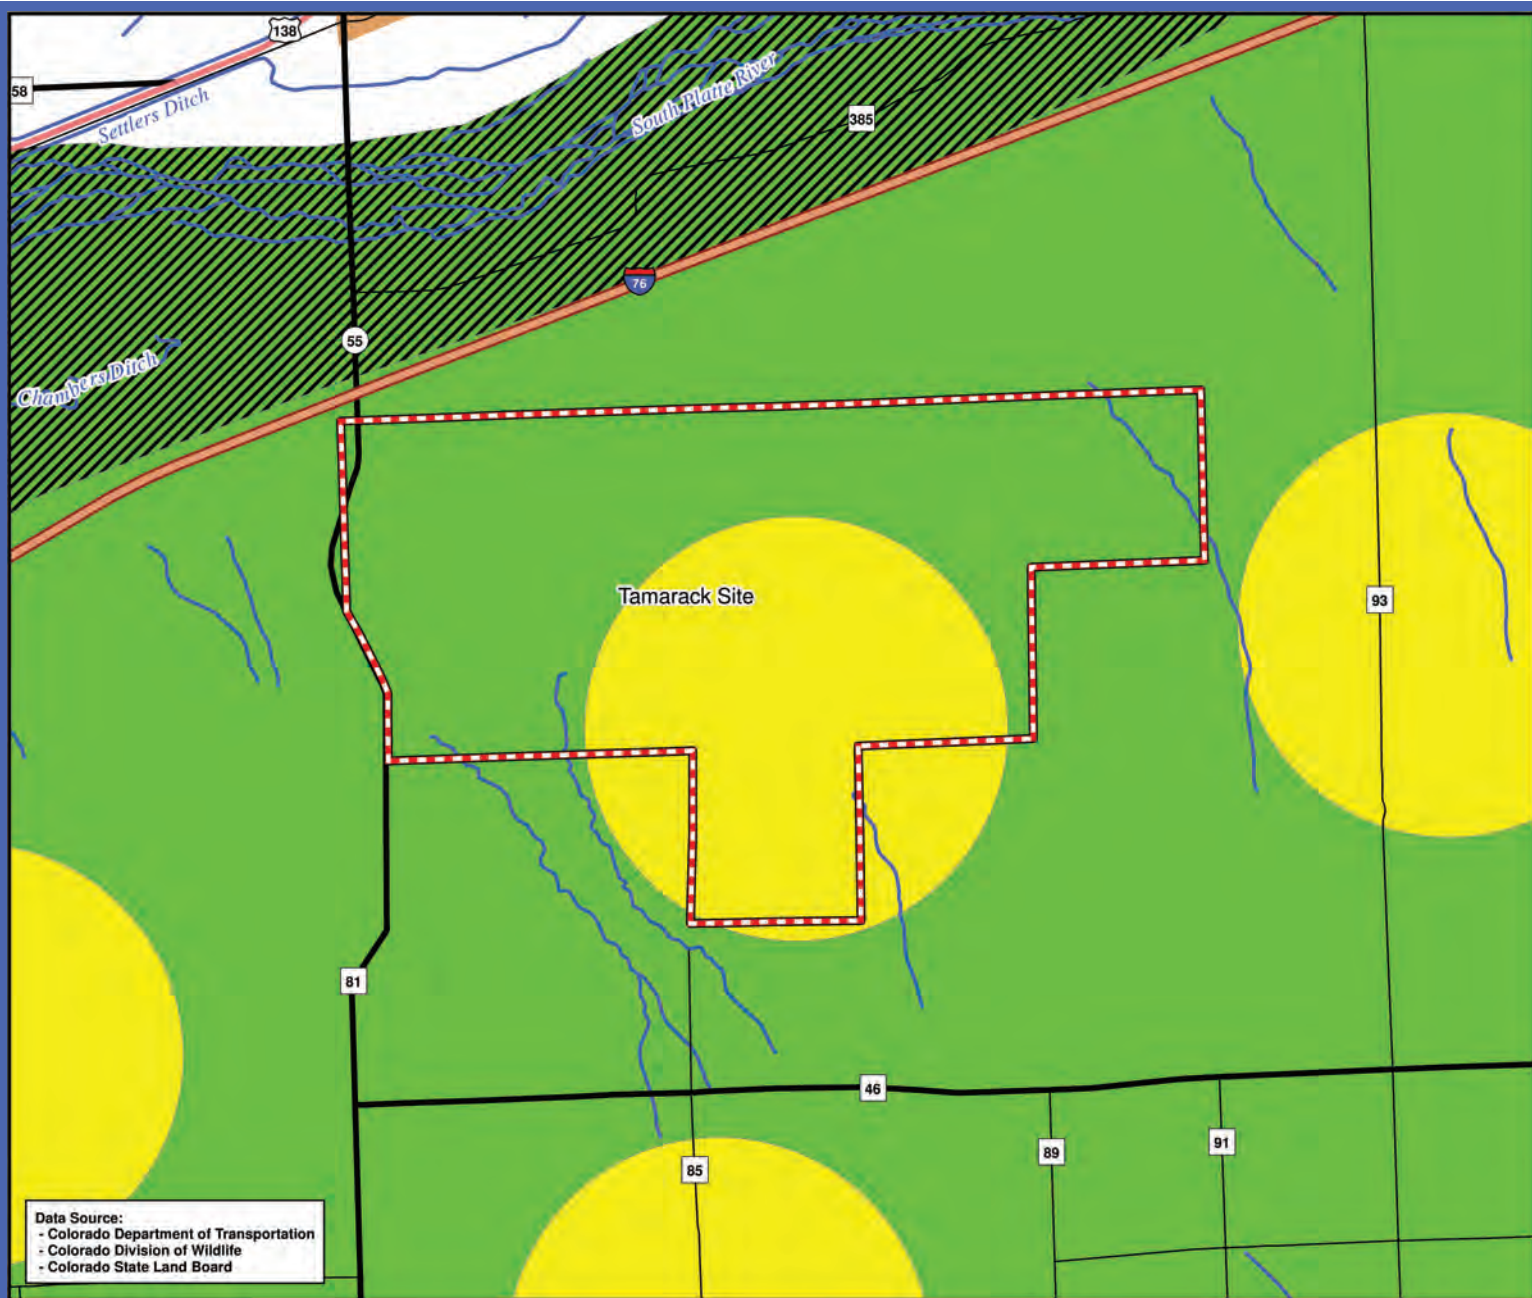 138
58
Settlers Ditch
South Platte River
385
76
55
Chambers Ditch
Tamarack Site
93
81
46
89
91
85
Data Source:
- Colorado Department of Transportation
- Colorado Division of Wildlife
- Colorado State Land Board